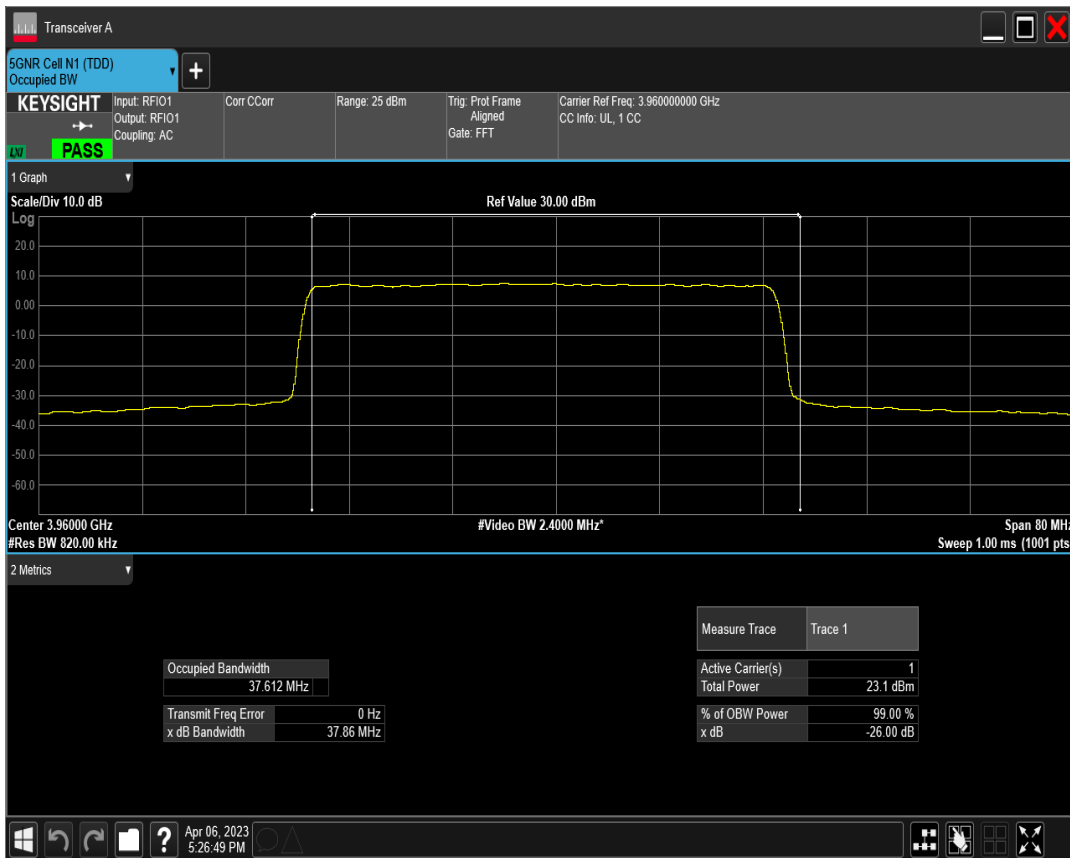 Transceiver A
5GNR Cell N1 (TDD)
Occupied BW
+
KEYSIGHT
LXI
PASS
Input: RFIO1
Output: RFIO1
Coupling: AC
Corr CCorr
Range: 25 dBm
Trig: Prot Frame
Aligned
Gate: FFT
Carrier Ref Freq: 3.960000000 GHz
CC Info: UL, 1 CC
1 Graph
Scale/Div 10.0 dB
Ref Value 30.00 dBm
Log
20.0
10.0
0.00
-10.0
-20.0
-30.0
-40.0
-50.0
-60.0
Center 3.96000 GHz
#Video BW 2.4000 MHz*
Span 80 MHz
#Res BW 820.00 kHz
Sweep 1.00 ms (1001 pts
2 Metrics
Measure Trace Trace 1
Occupied Bandwidth
37.612 MHz
Active Carrier(s) 1
Total Power 23.1 dBm
Transmit Freq Error 0 Hz
x dB Bandwidth 37.86 MHz
% of OBW Power 99.00 %
x dB -26.00 dB
?
Apr 06, 2023
5:26:49 PM